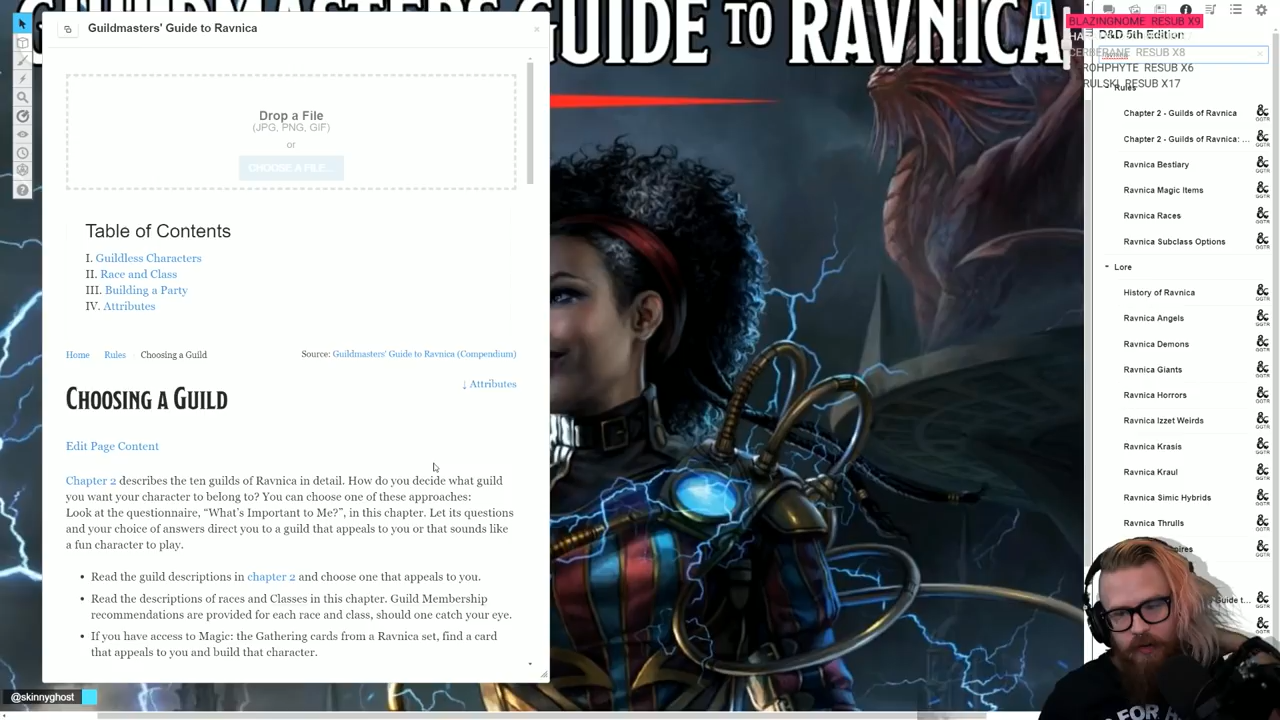 GUILDMASTERS' GUIDE TO RAVNICA
Guildmasters' Guide to Ravnica
Drop a File
(JPG, PNG, GIF)
or
CHOOSE A FILE...
Table of Contents
I. Guildless Characters
II. Race and Class
III. Building a Party
IV. Attributes
Home Rules Choosing a Guild
Source: Guildmasters' Guide to Ravnica (Compendium)
↓ Attributes
CHOOSING A GUILD
Edit Page Content
Chapter 2 describes the ten guilds of Ravnica in detail. How do you decide what guild
you want your character to belong to? You can choose one of these approaches:
Look at the questionnaire, “What's Important to Me?”, in this chapter. Let its questions
and your choice of answers direct you to a guild that appeals to you or that sounds like
a fun character to play.
• Read the guild descriptions in chapter 2 and choose one that appeals to you.
• Read the descriptions of races and Classes in this chapter. Guild Membership
recommendations are provided for each race and class, should one catch your eye.
• If you have access to Magic: the Gathering cards from a Ravnica set, find a card
that appeals to you and build that character.
@skinnyghost
BLAZINGNOME RESUB X9
D&D 5th Edition
CERBERANE RESUB X8
ROHPHYTE RESUB X6
RULSKI RESUB X17
Rules
Chapter 2 - Guilds of Ravnica
Chapter 2 - Guilds of Ravnica: ...
Ravnica Bestiary
Ravnica Magic Items
Ravnica Races
Ravnica Subclass Options
Lore
History of Ravnica
Ravnica Angels
Ravnica Demons
Ravnica Giants
Ravnica Horrors
Ravnica Izzet Weirds
Ravnica Krasis
Ravnica Kraul
Ravnica Simic Hybrids
Ravnica Thrulls